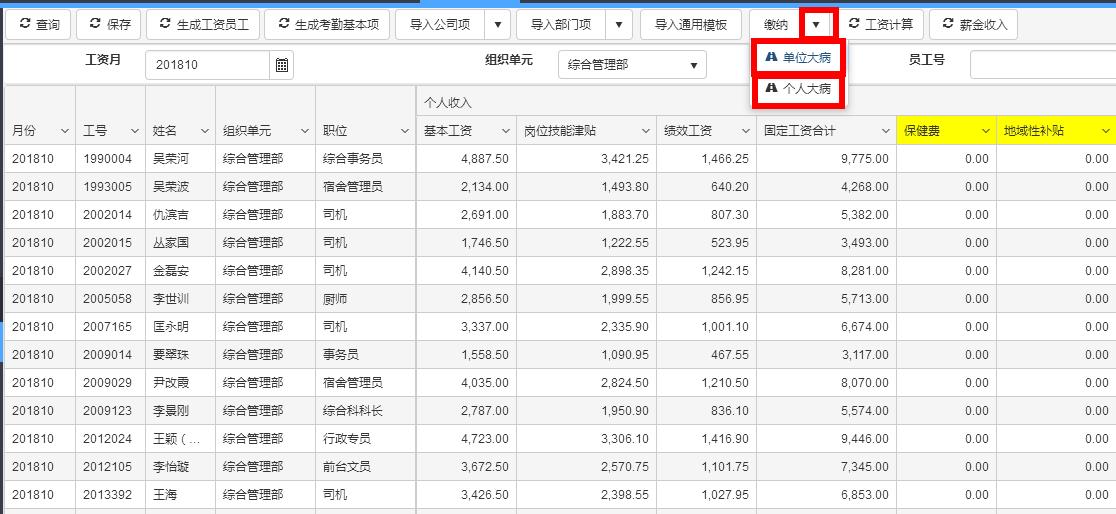 查询 保存 生成工资员工 生成考勤基本项 导入公司项 导入部门项 导入通用模板 缴纳 工资计算 薪金收入
单位大病
个人大病
工资月 201810 组织单元 综合管理部 员工号
个人收入
月份 工号 姓名 组织单元 职位 基本工资 岗位技能津贴 绩效工资 固定工资合计 保健费 地域性补贴
201810 1990004 吴荣河 综合管理部 综合事务员 4,887.50 3,421.25 1,466.25 9,775.00 0.00 0.00
201810 1993005 吴荣波 综合管理部 宿舍管理员 2,134.00 1,493.80 640.20 4,268.00 0.00 0.00
201810 2002014 仇滨吉 综合管理部 司机 2,691.00 1,883.70 807.30 5,382.00 0.00 0.00
201810 2002015 丛家国 综合管理部 司机 1,746.50 1,222.55 523.95 3,493.00 0.00 0.00
201810 2002027 金磊安 综合管理部 司机 4,140.50 2,898.35 1,242.15 8,281.00 0.00 0.00
201810 2005058 李世训 综合管理部 厨师 2,856.50 1,999.55 856.95 5,713.00 0.00 0.00
201810 2007165 匡永明 综合管理部 司机 3,337.00 2,335.90 1,001.10 6,674.00 0.00 0.00
201810 2009014 要翠珠 综合管理部 事务员 1,558.50 1,090.95 467.55 3,117.00 0.00 0.00
201810 2009029 尹改霞 综合管理部 宿舍管理员 4,035.00 2,824.50 1,210.50 8,070.00 0.00 0.00
201810 2009123 李景刚 综合管理部 综合科科长 2,787.00 1,950.90 836.10 5,574.00 0.00 0.00
201810 2012024 王颖（... 综合管理部 行政专员 4,723.00 3,306.10 1,416.90 9,446.00 0.00 0.00
201810 2012105 李怡璇 综合管理部 前台文员 3,672.50 2,570.75 1,101.75 7,345.00 0.00 0.00
201810 2013392 王海 综合管理部 司机 3,426.50 2,398.55 1,027.95 6,853.00 0.00 0.00